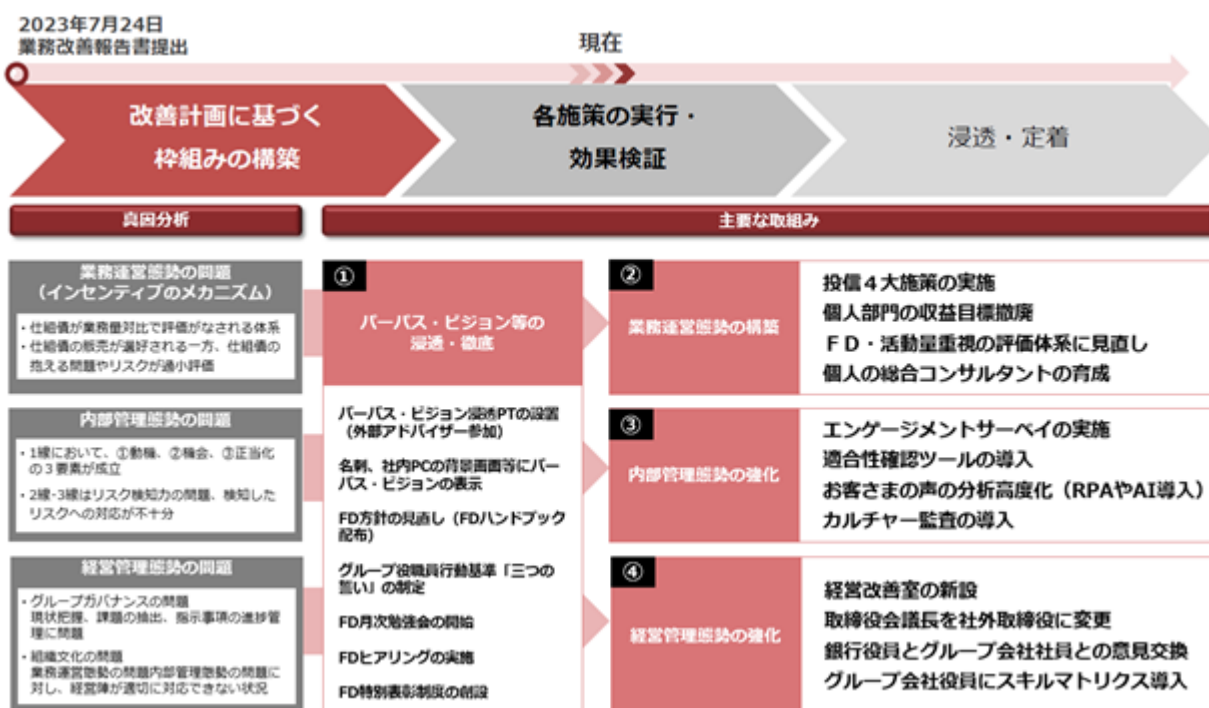 2023年7月24日
業務改善報告書提出
現在
改善計画に基づく
枠組みの構築
各施策の実行・
効果検証
浸透・定着
真因分析
主要な取組み
業務運営態勢の問題
（インセンティブのメカニズム）
・仕組債が業務量対比で評価がなされる体系
・仕組債の販売が選好される一方、仕組債の
抱える問題やリスクが過小評価
内部管理態勢の問題
・1線において、①動機、②機会、③正当化
の3要素が成立
・2線・3線はリスク検知力の問題、検知した
リスクへの対応が不十分
経営管理態勢の問題
・グループガバナンスの問題
現状把握、課題の抽出、指示事項の進捗管
理に問題
・組織文化の問題
業務運営態勢の問題内部管理態勢の問題に
対し、経営陣が適切に対応できない状況
①
パーパス・ビジョン等の
浸透・徹底
パーパス・ビジョン浸透PTの設置
（外部アドバイザー参加）
名刺、社内PCの背景画面等にパー
パス・ビジョンの表示
FD方針の見直し（FDハンドブック
配布）
グループ役職員行動基準「三つの
誓い」の制定
FD月次勉強会の開始
FDヒアリングの実施
FD特別表彰制度の創設
②
業務運営態勢の構築
投信４大施策の実施
個人部門の収益目標撤廃
ＦＤ・活動量重視の評価体系に見直し
個人の総合コンサルタントの育成
③
内部管理態勢の強化
エンゲージメントサーベイの実施
適合性確認ツールの導入
お客さまの声の分析高度化（RPAやAI導入）
カルチャー監査の導入
④
経営管理態勢の強化
経営改善室の新設
取締役会議長を社外取締役に変更
銀行役員とグループ会社社員との意見交換
グループ会社役員にスキルマトリクス導入